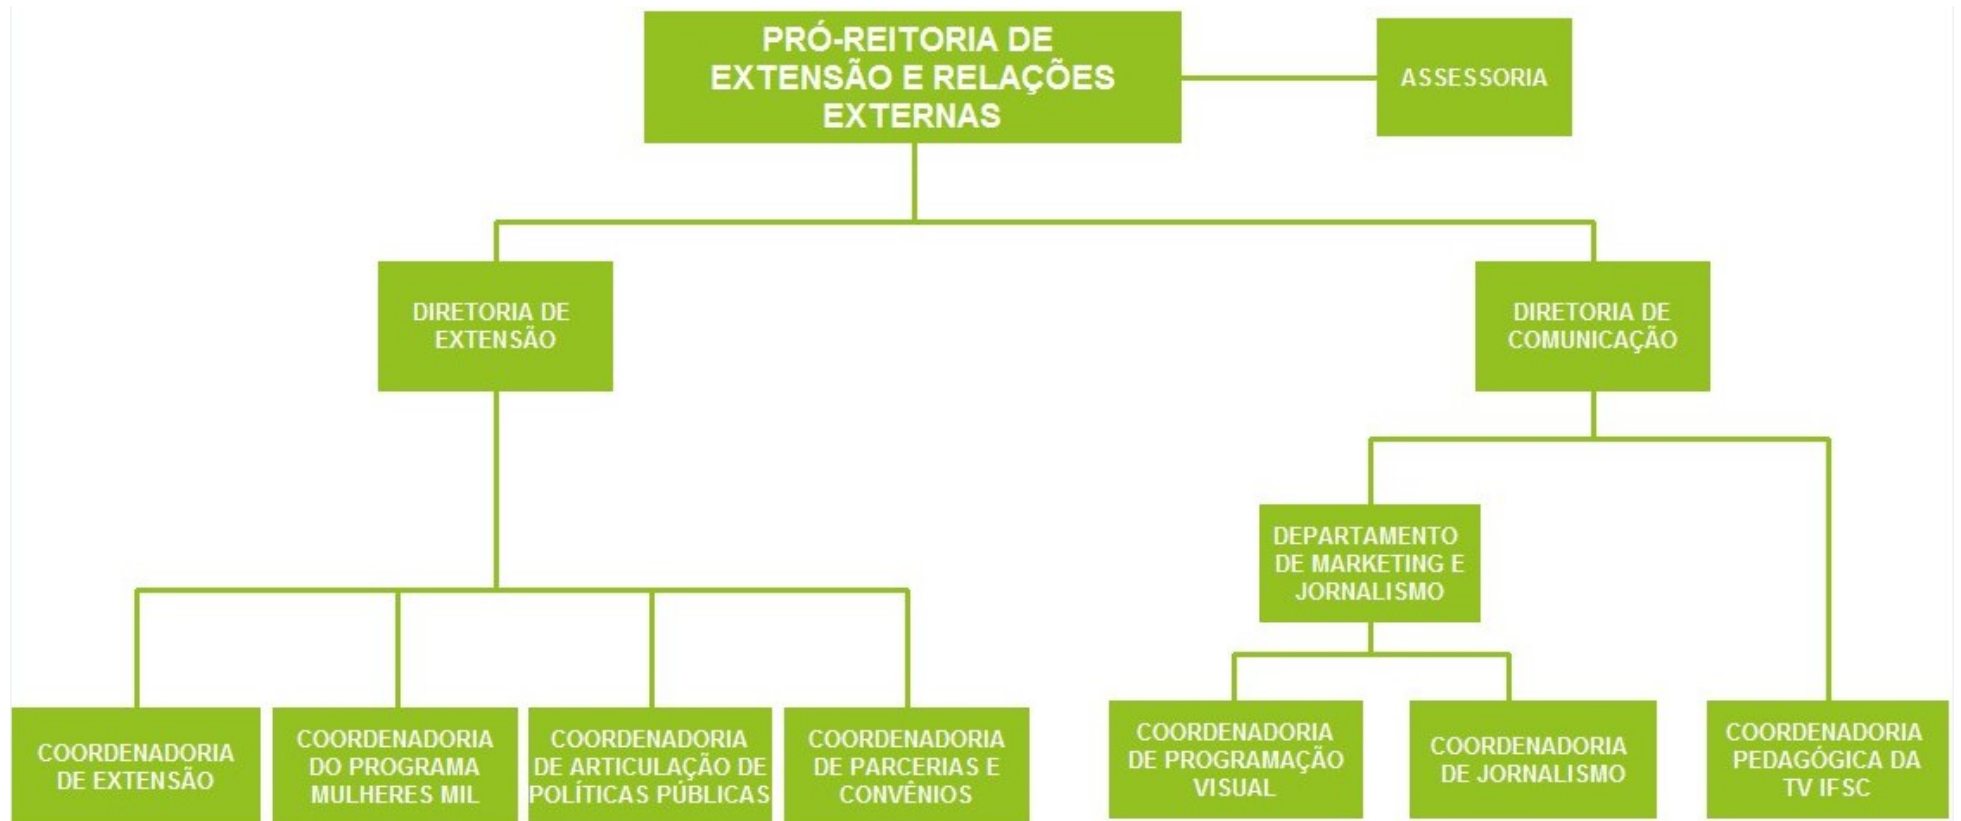 PRÓ-REITORIA DE
EXTENSÃO E RELAÇÕES
EXTERNAS
ASSESSORIA
DIRETORIA DE
EXTENSÃO
DIRETORIA DE
COMUNICAÇÃO
DEPARTAMENTO
DE MARKETING E
JORNALISMO
COORDENADORIA
DE EXTENSÃO
COORDENADORIA
DO PROGRAMA
MULHERES MIL
COORDENADORIA
DE ARTICULAÇÃO DE
POLÍTICAS PÚBLICAS
COORDENADORIA
DE PARCERIAS E
CONVÊNIOS
COORDENADORIA
DE PROGRAMAÇÃO
VISUAL
COORDENADORIA
DE JORNALISMO
COORDENADORIA
PEDAGÓGICA DA
TV IFSC